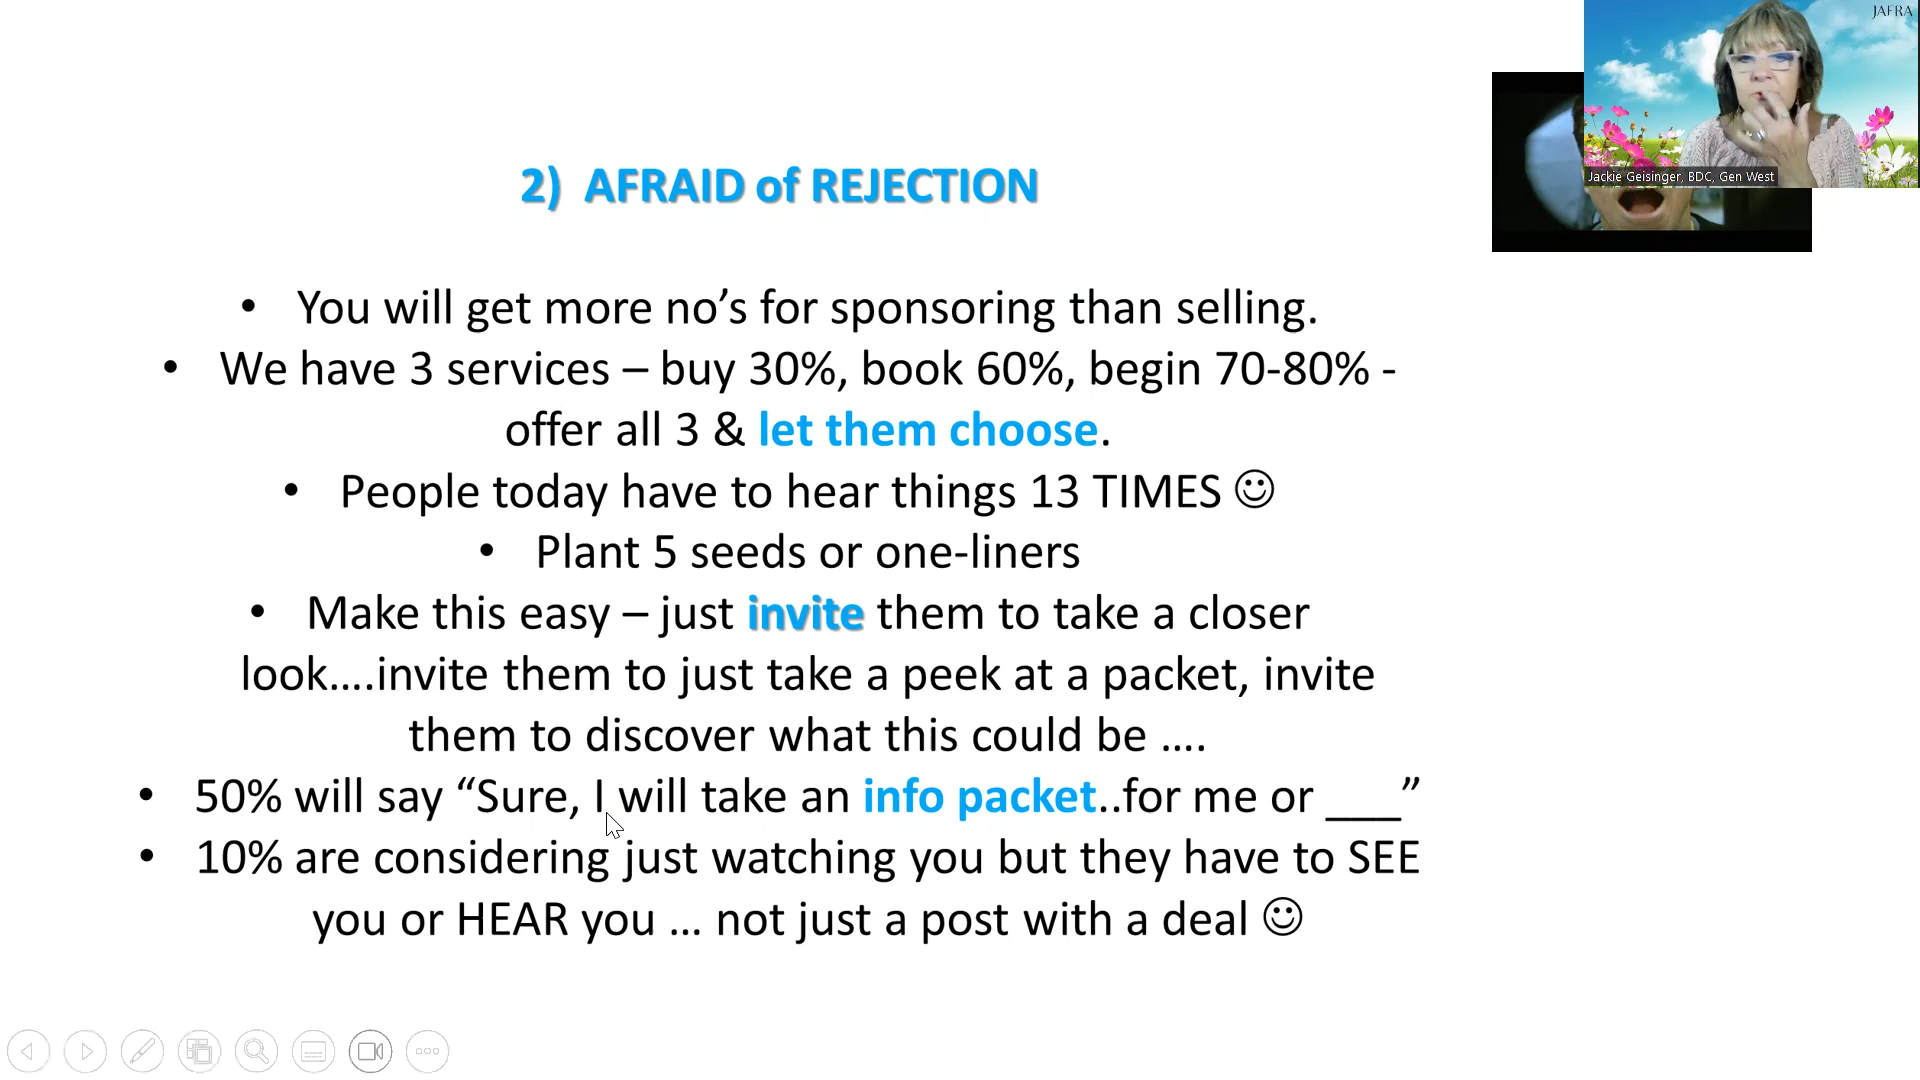 JAFRA
Jackie Geisinger, BDC, Gen West
2) AFRAID of REJECTION
• You will get more no’s for sponsoring than selling.
• We have 3 services – buy 30%, book 60%, begin 70-80% -
offer all 3 & let them choose.
• People today have to hear things 13 TIMES ☺
• Plant 5 seeds or one-liners
• Make this easy – just invite them to take a closer
look….invite them to just take a peek at a packet, invite
them to discover what this could be ….
• 50% will say “Sure, I will take an info packet..for me or ___”
• 10% are considering just watching you but they have to SEE
you or HEAR you … not just a post with a deal ☺